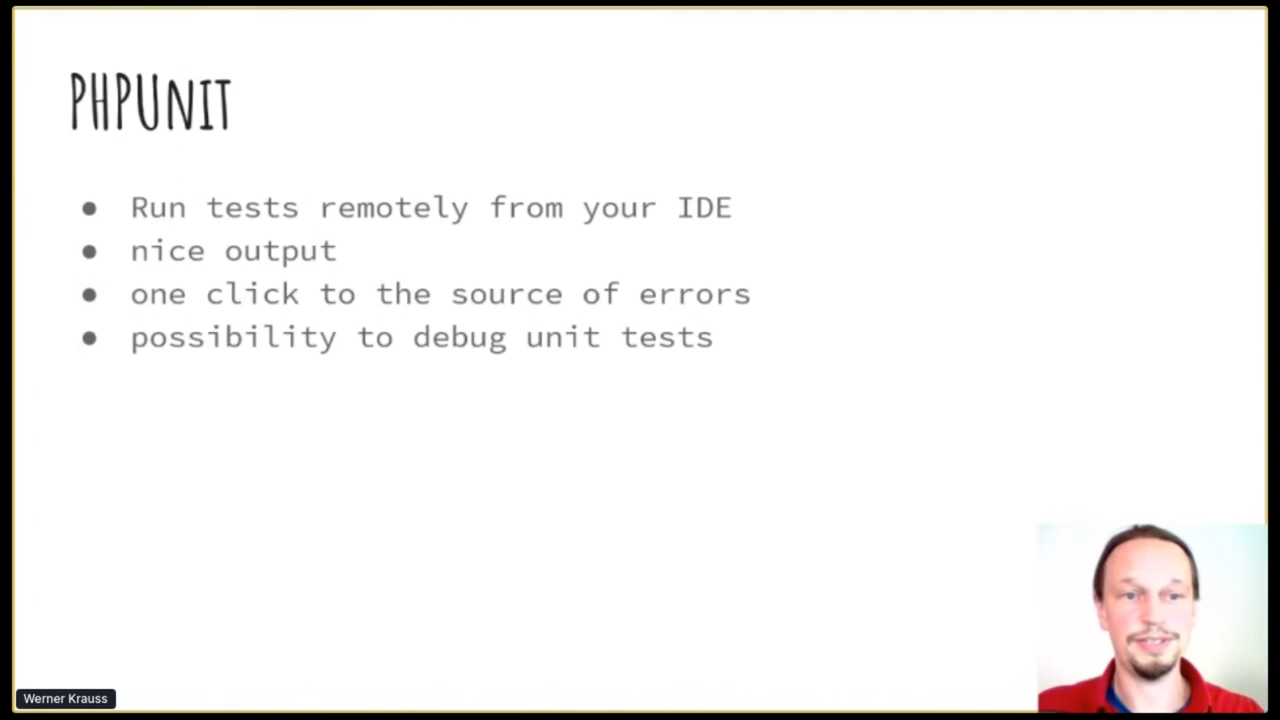 PHPUnit
● Run tests remotely from your IDE
● nice output
● one click to the source of errors
● possibility to debug unit tests
Werner Krauss